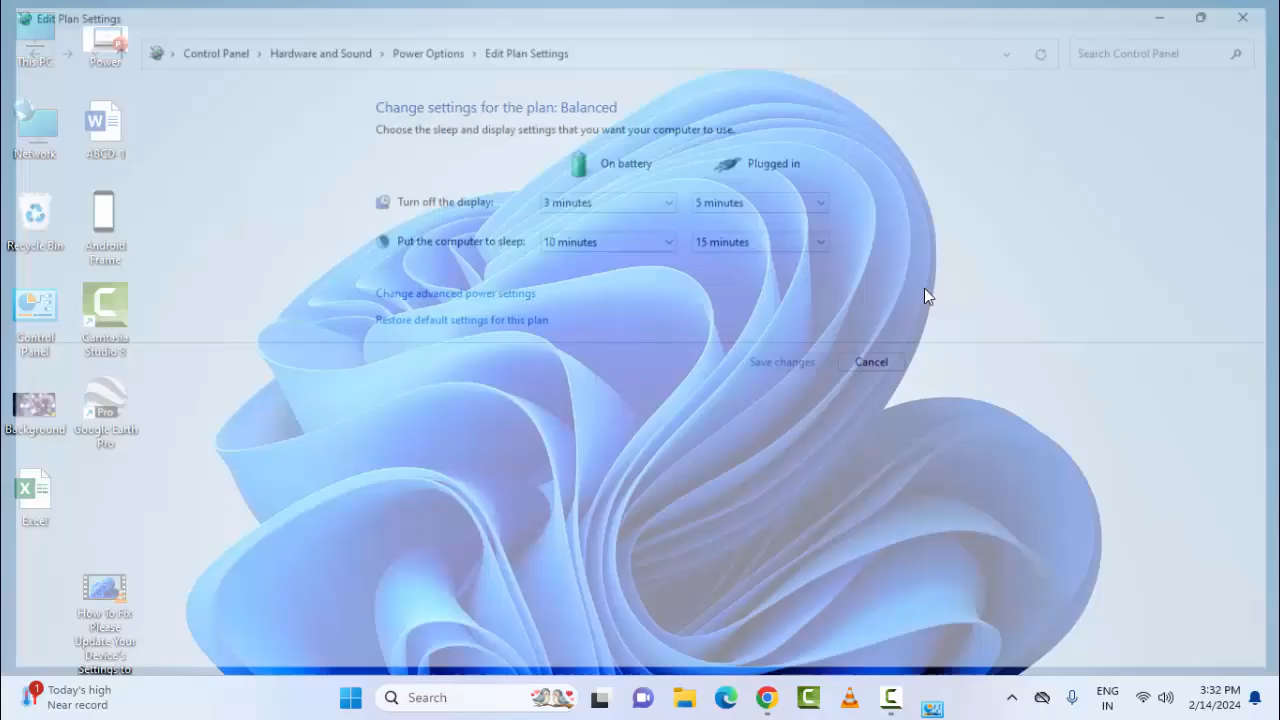 Edit Plan Settings
Control Panel > Hardware and Sound > Power Options > Edit Plan Settings
Search Control Panel
Change settings for the plan: Balanced
Choose the sleep and display settings that you want your computer to use.
On battery
Plugged in
Turn off the display:
3 minutes
5 minutes
Put the computer to sleep:
10 minutes
15 minutes
Change advanced power settings
Restore default settings for this plan
Save changes
Cancel
This PC
Power
Network
ABCD-1
Recycle Bin
Android
Frame
Control
Panel
Camtasia
Studio 8
Background
Pro
Google Earth
Pro
Excel
How To Fix
Please
Update Your
Device's
Settings to
1
Today's high
Near record
Search
ENG
IN
3:32 PM
2/14/2024